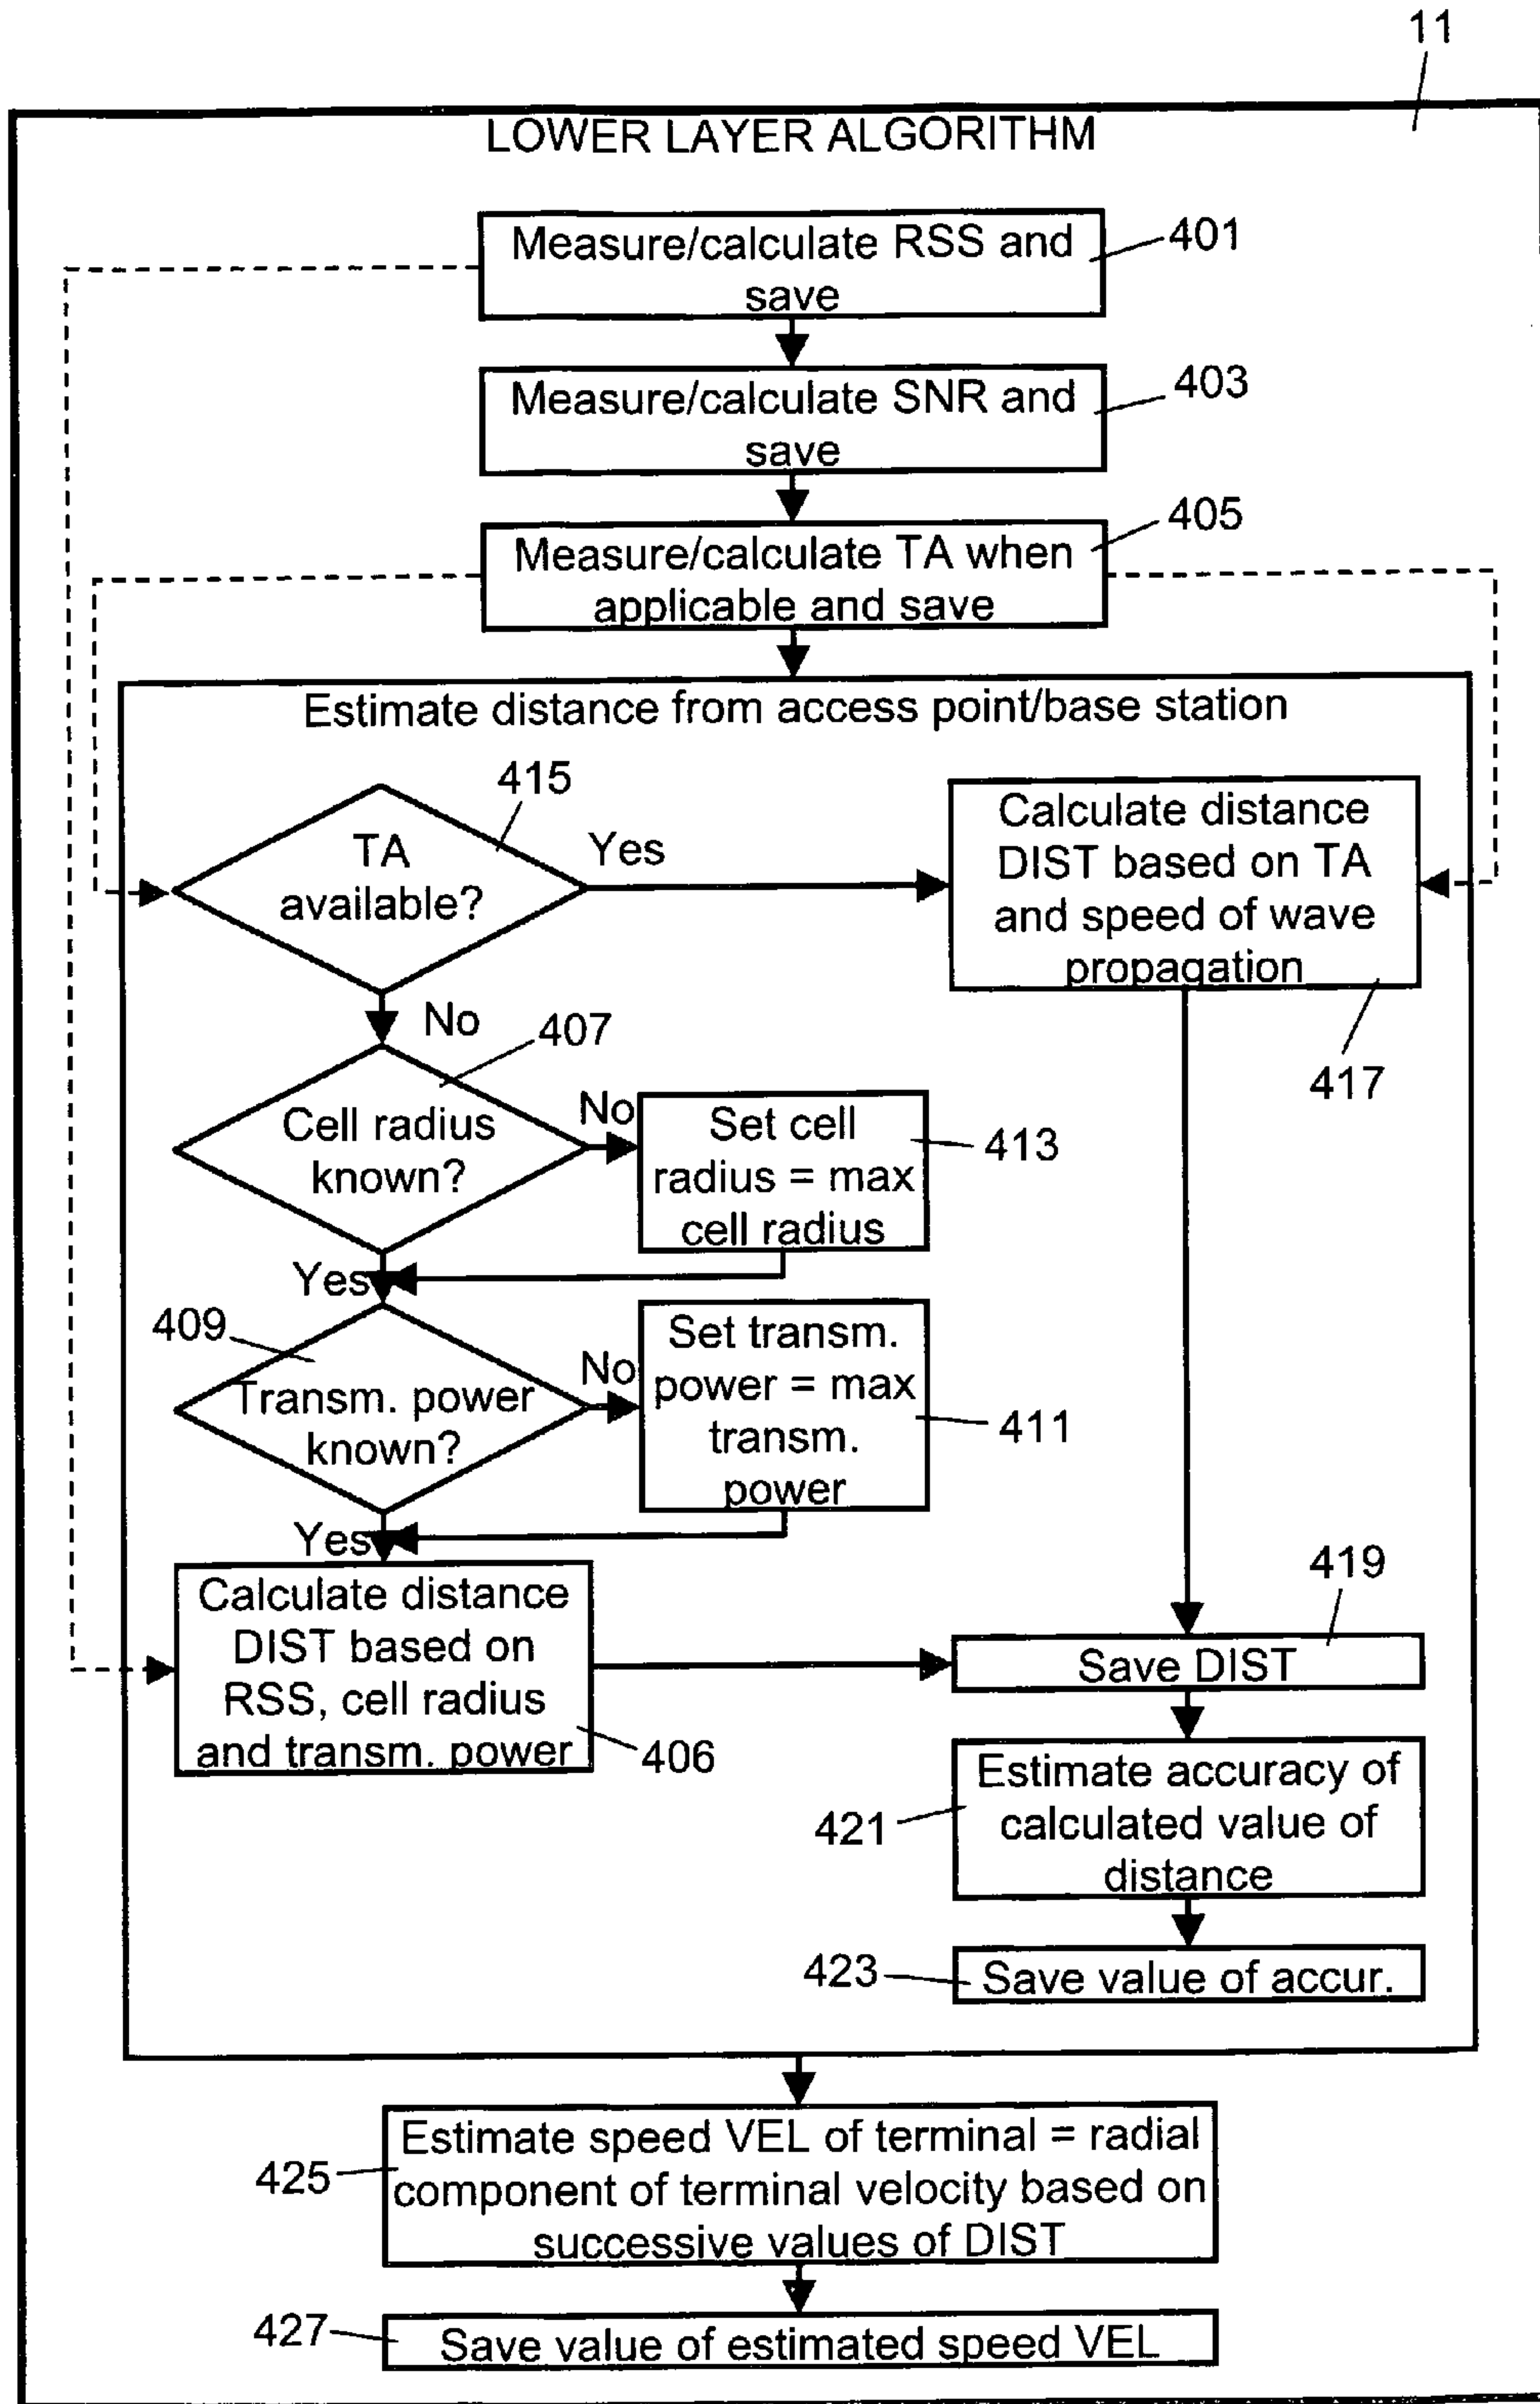 11
LOWER LAYER ALGORITHM
Measure/calculate RSS and
save
401
Measure/calculate SNR and
save
403
Measure/calculate TA when
applicable and save
405
Estimate distance from access point/base station
415
TA
available?
Yes
No
Calculate distance
DIST based on TA
and speed of wave
propagation
417
407
Cell radius
known?
No
Yes
Set cell
radius = max
cell radius
413
409
Transm. power
known?
No
Yes
Set transm.
power = max
transm.
power
411
Calculate distance
DIST based on
RSS, cell radius
and transm. power
406
419
Save DIST
Estimate accuracy of
calculated value of
distance
421
423
Save value of accur.
Estimate speed VEL of terminal = radial
component of terminal velocity based on
successive values of DIST
425
427
Save value of estimated speed VEL